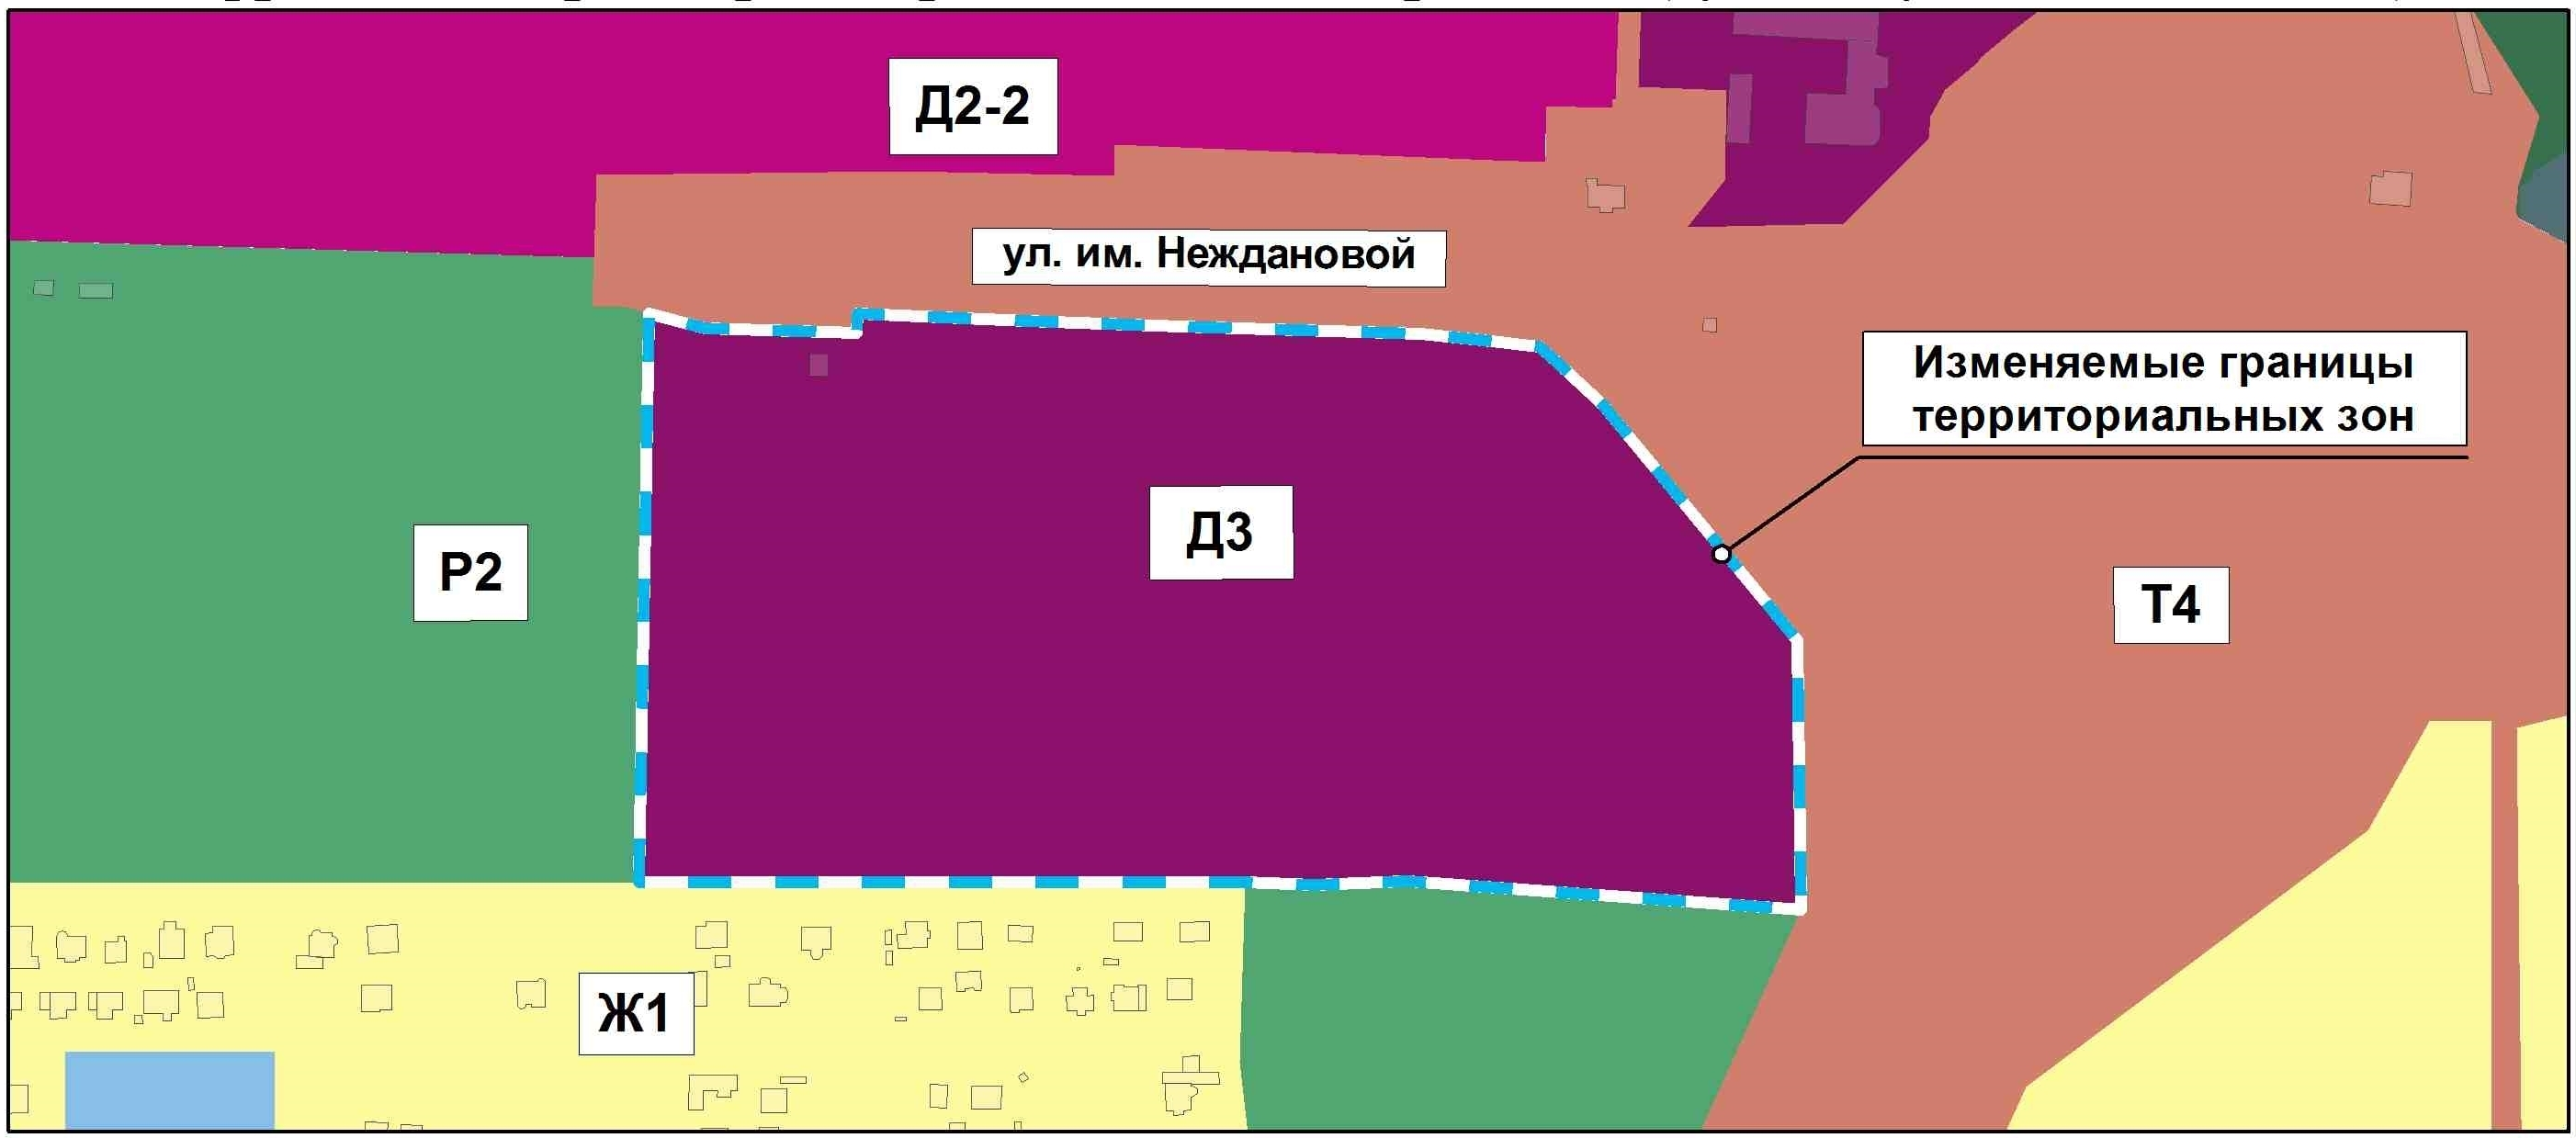 Д2-2
ул. им. Неждановой
Изменяемые границы
территориальных зон
Д3
Р2
Т4
Ж1